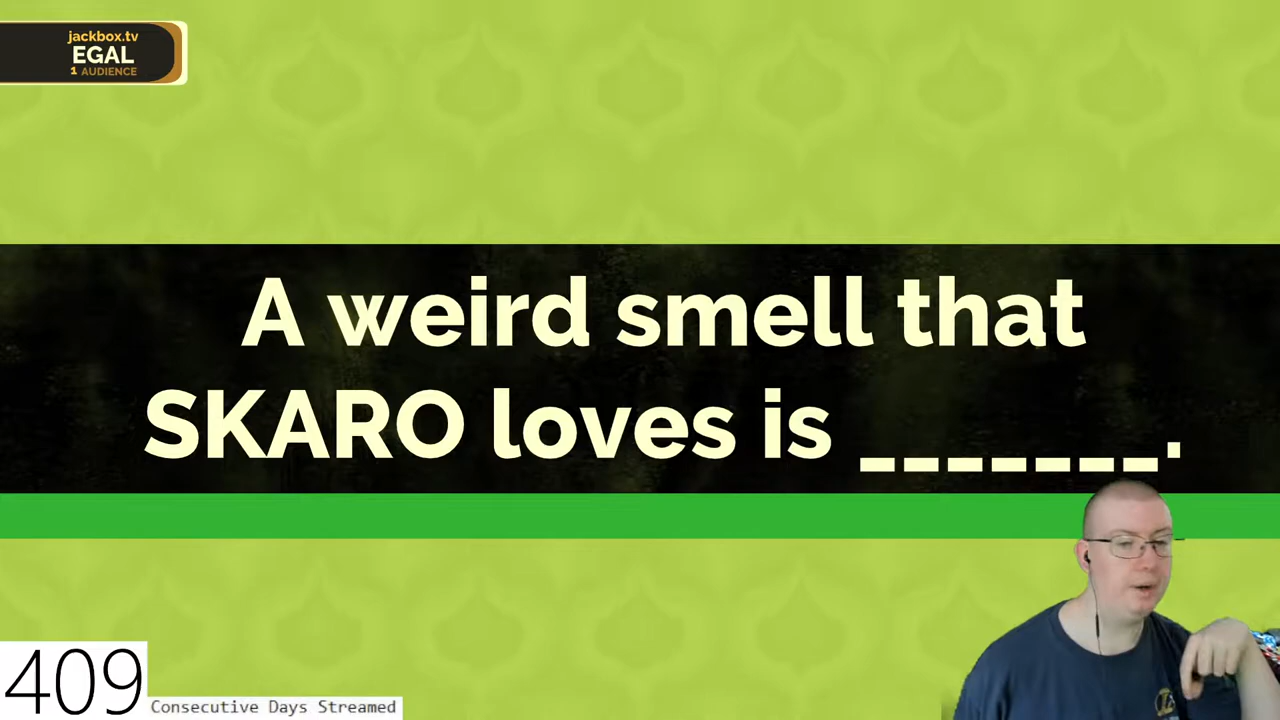 jackbox.tv
EGAL
1 AUDIENCE
A weird smell that
SKARO loves is _______.
409
Consecutive Days Streamed